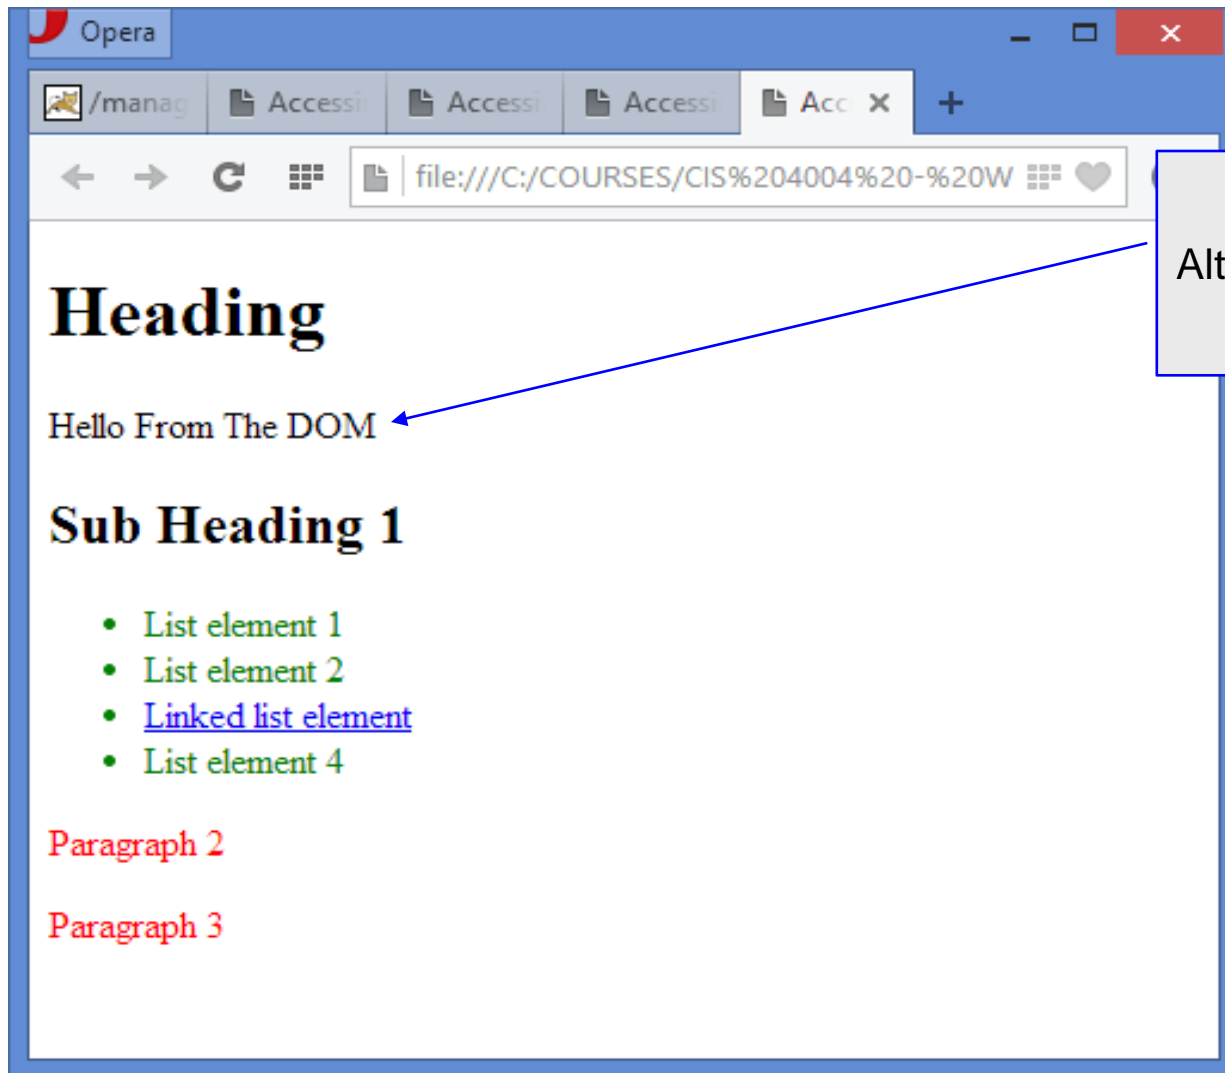 Opera
/manag
Accessi
Accessi
Accessi
Acc
file:///C:/COURSES/CIS%204004%20-%20W
Alt
Heading
Hello From The DOM
Sub Heading 1
• List element 1
• List element 2
• Linked list element
• List element 4
Paragraph 2
Paragraph 3